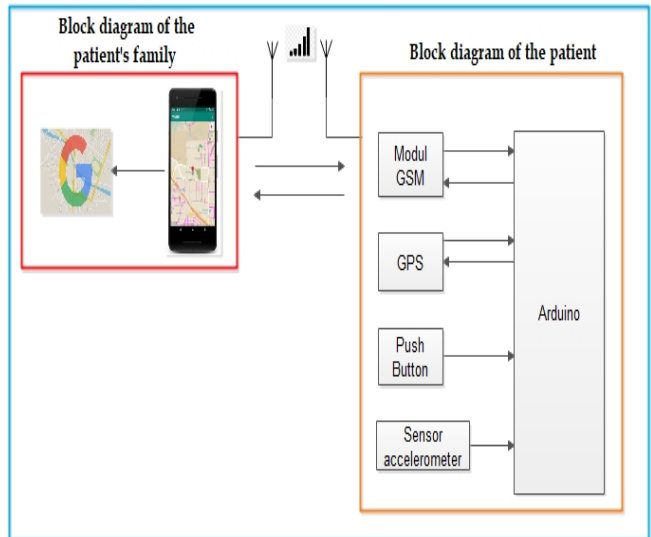 Block diagram of the
patient's family
Block diagram of the patient
G
Modul
GSM
GPS
Push
Button
Sensor
accelerometer
Arduino